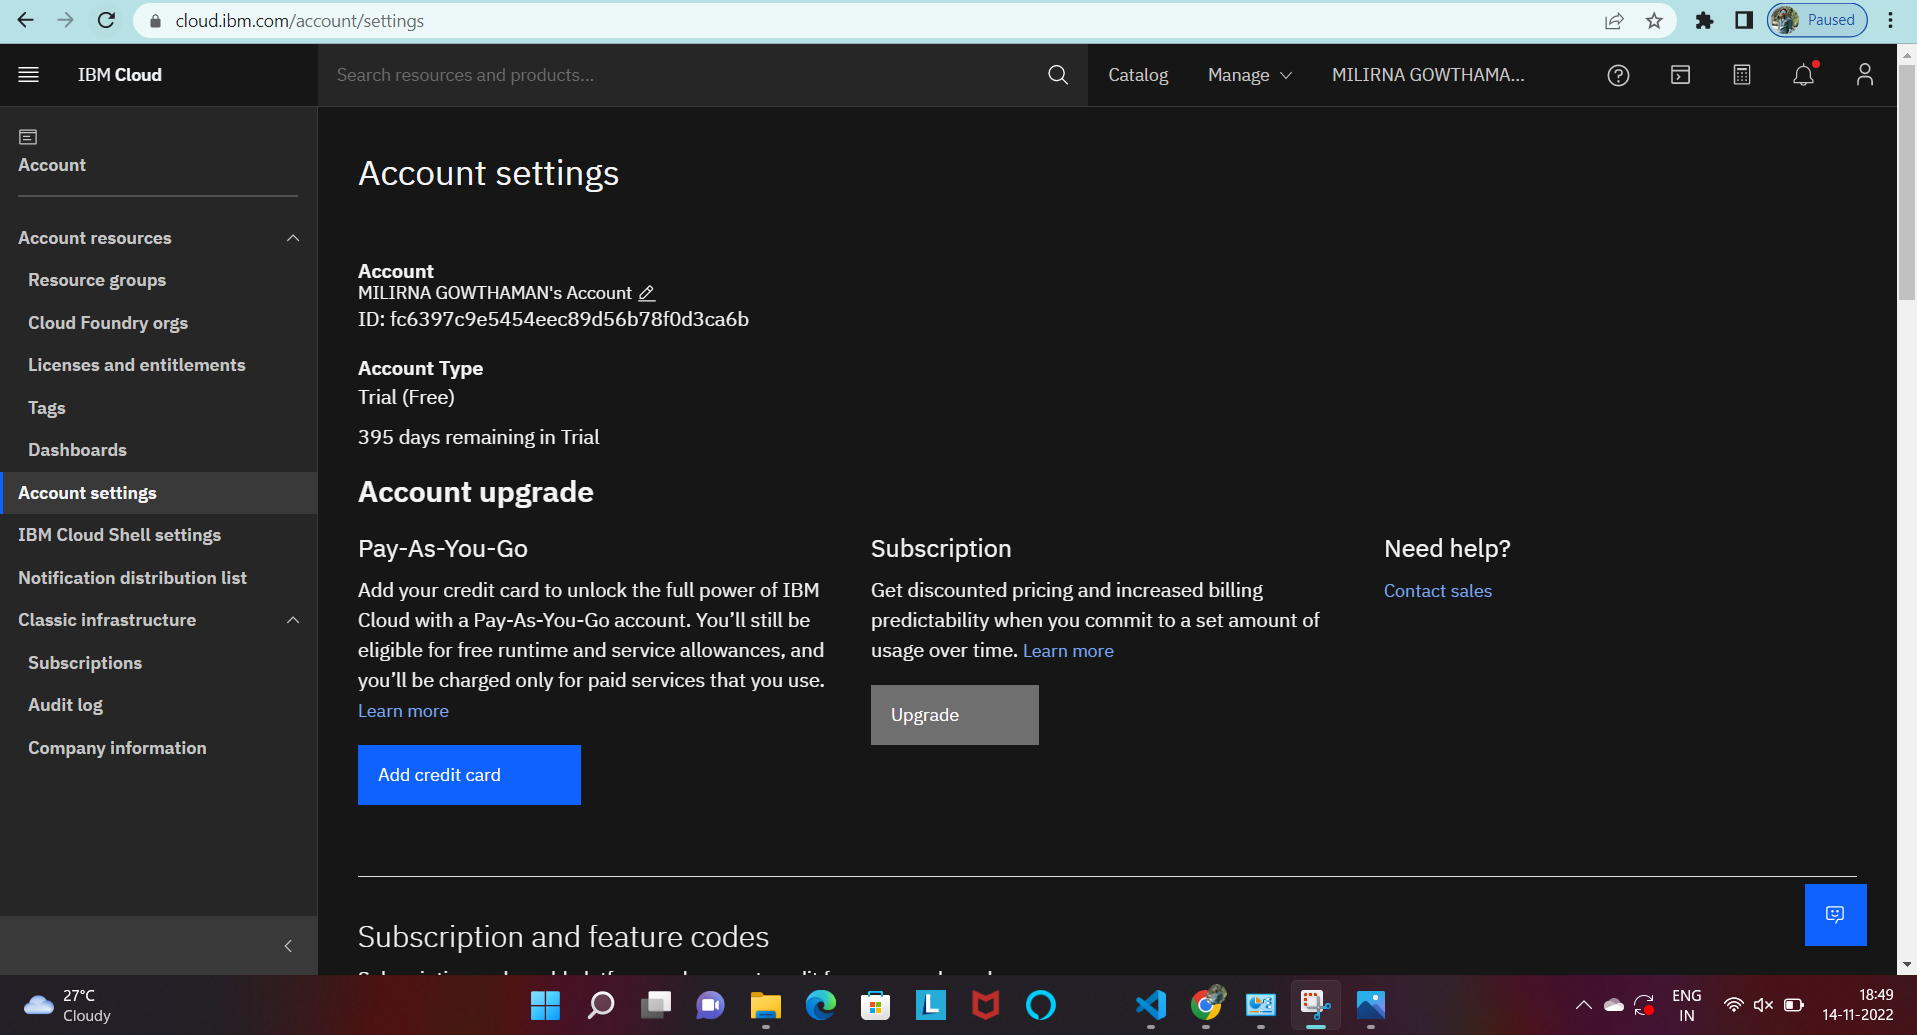 cloud.ibm.com/account/settings
Paused
IBM Cloud
Search resources and products...
Catalog
Manage
MILIRNA GOWTHAMA...
Account
Account resources
Resource groups
Cloud Foundry orgs
Licenses and entitlements
Tags
Dashboards
Account settings
IBM Cloud Shell settings
Notification distribution list
Classic infrastructure
Subscriptions
Audit log
Company information
Account settings
Account
MILIRNA GOWTHAMAN's Account
ID: fc6397c9e5454eec89d56b78f0d3ca6b
Account Type
Trial (Free)
395 days remaining in Trial
Account upgrade
Pay-As-You-Go
Add your credit card to unlock the full power of IBM
Cloud with a Pay-As-You-Go account. You’ll still be
eligible for free runtime and service allowances, and
you’ll be charged only for paid services that you use.
Learn more
Add credit card
Subscription
Get discounted pricing and increased billing
predictability when you commit to a set amount of
usage over time. Learn more
Upgrade
Need help?
Contact sales
Subscription and feature codes
27°C
Cloudy
L
ENG
IN
18:49
14-11-2022